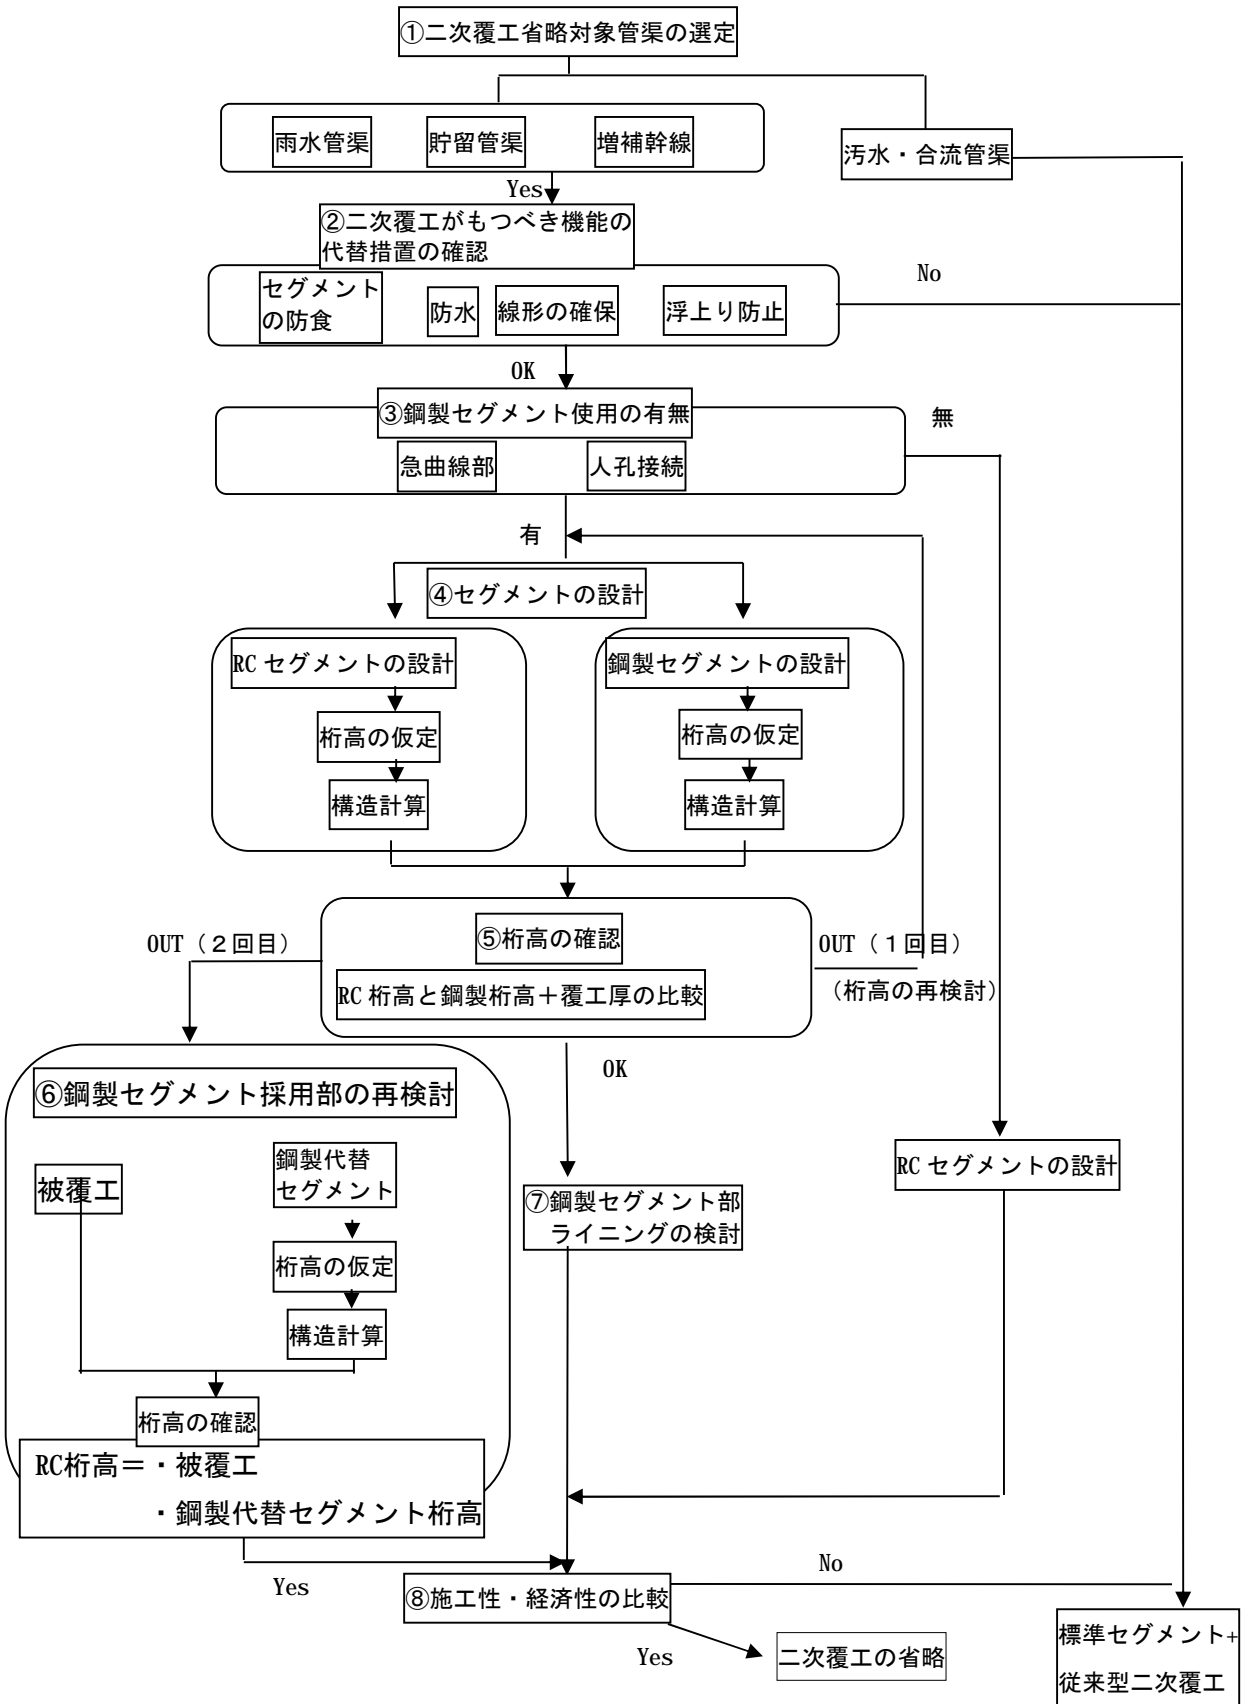 ①二次覆工省略対象管渠の選定
雨水管渠
貯留管渠
増補幹線
汚水・合流管渠
Yes
②二次覆工がもつべき機能の
代替措置の確認
No
セグメント
の防食
防水
線形の確保
浮上り防止
OK
③鋼製セグメント使用の有無
無
急曲線部
人孔接続
有
④セグメントの設計
RC セグメントの設計
桁高の仮定
構造計算
鋼製セグメントの設計
桁高の仮定
構造計算
OUT（２回目）
⑤桁高の確認
RC 桁高と鋼製桁高＋覆工厚の比較
OUT（１回目）
（桁高の再検討）
OK
⑥鋼製セグメント採用部の再検討
被覆工
鋼製代替
セグメント
桁高の仮定
構造計算
桁高の確認
RC桁高＝・被覆工
・鋼製代替セグメント桁高
⑦鋼製セグメント部
ライニングの検討
RC セグメントの設計
Yes
No
⑧施工性・経済性の比較
Yes
二次覆工の省略
標準セグメント+
従来型二次覆工